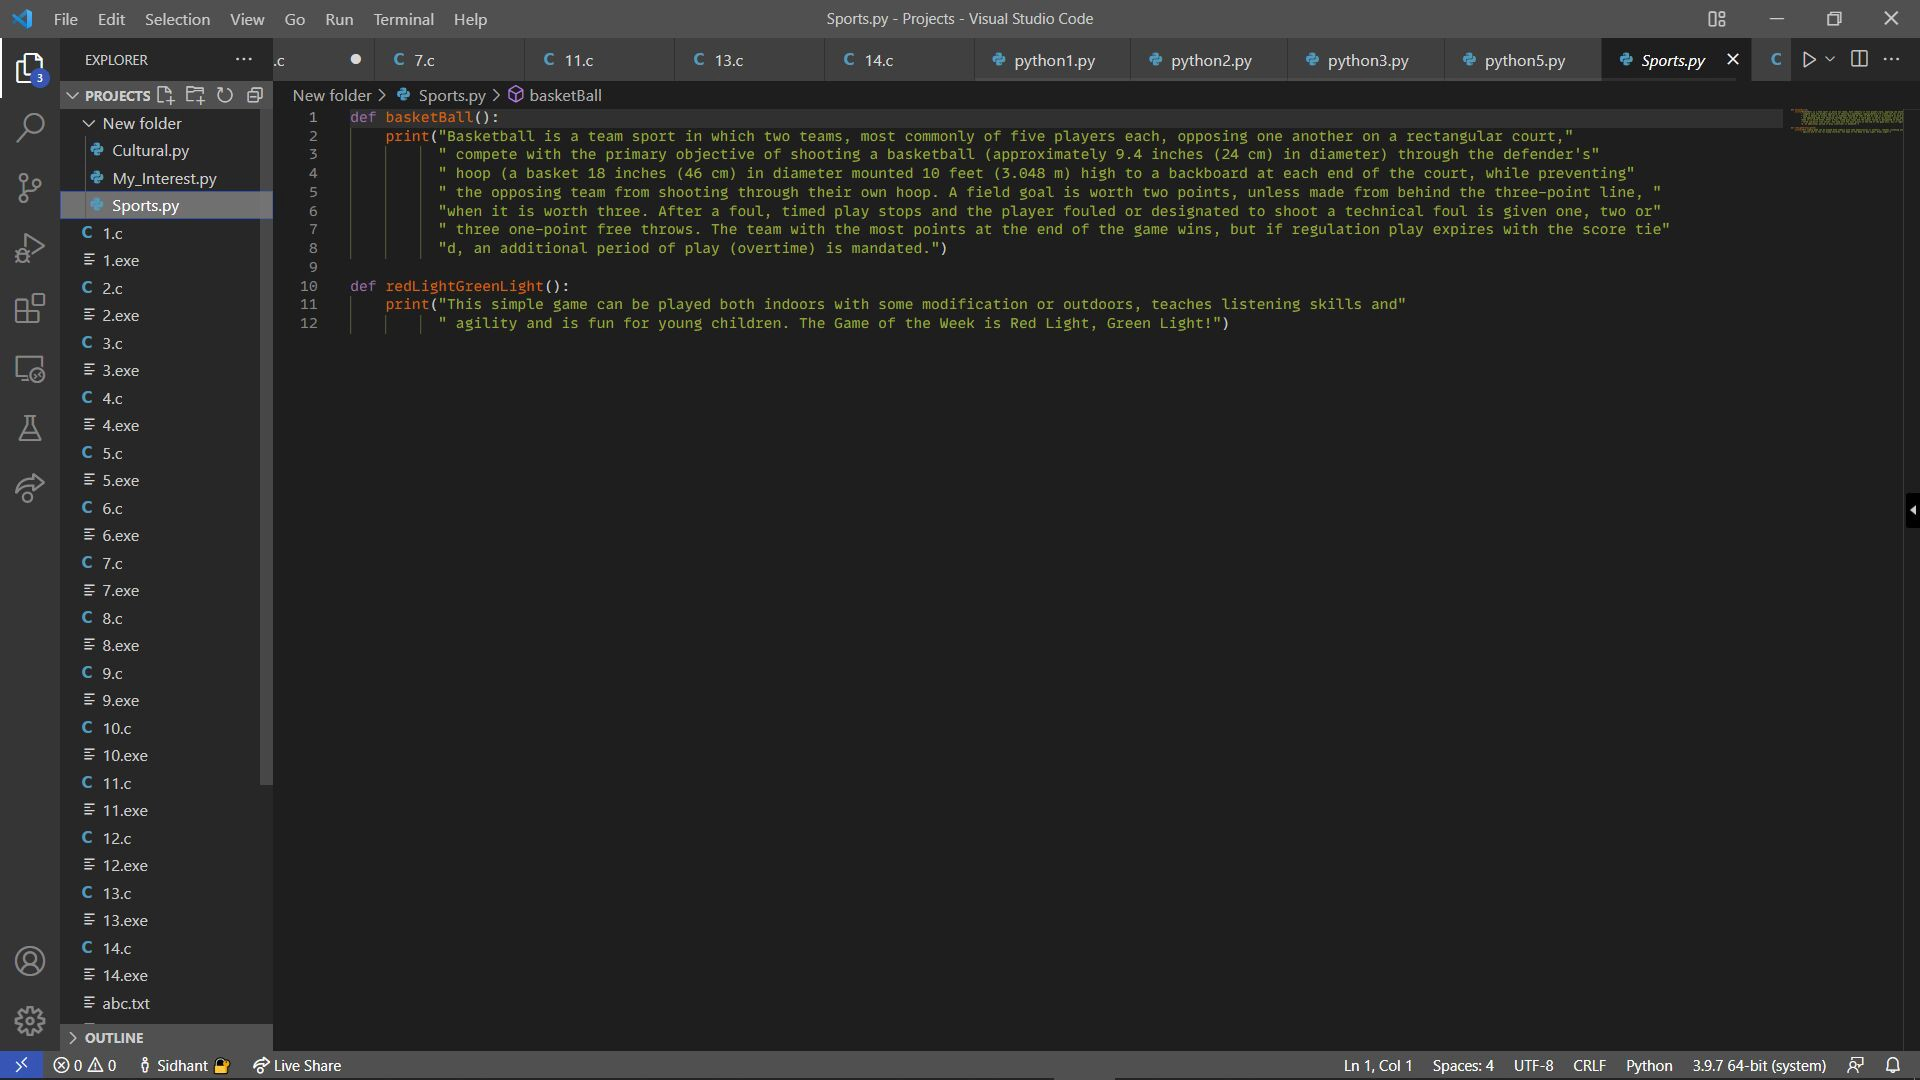 File Edit Selection View Go Run Terminal Help
Sports.py - Projects - Visual Studio Code
EXPLORER
.c
7.c
11.c
13.c
14.c
python1.py
python2.py
python3.py
python5.py
Sports.py
C
3
PROJECTS
New folder > Sports.py > basketBall
New folder
Cultural.py
My_Interest.py
Sports.py
C 1.c
1.exe
C 2.c
2.exe
C 3.c
3.exe
C 4.c
4.exe
C 5.c
5.exe
C 6.c
6.exe
C 7.c
7.exe
C 8.c
8.exe
C 9.c
9.exe
C 10.c
10.exe
C 11.c
11.exe
C 12.c
12.exe
C 13.c
13.exe
C 14.c
14.exe
abc.txt
OUTLINE
1 def basketBall():
2 print("Basketball is a team sport in which two teams, most commonly of five players each, opposing one another on a rectangular court,"
3 " compete with the primary objective of shooting a basketball (approximately 9.4 inches (24 cm) in diameter) through the defender's"
4 " hoop (a basket 18 inches (46 cm) in diameter mounted 10 feet (3.048 m) high to a backboard at each end of the court, while preventing"
5 " the opposing team from shooting through their own hoop. A field goal is worth two points, unless made from behind the three-point line, "
6 "when it is worth three. After a foul, timed play stops and the player fouled or designated to shoot a technical foul is given one, two or"
7 " three one-point free throws. The team with the most points at the end of the game wins, but if regulation play expires with the score tie"
8 "d, an additional period of play (overtime) is mandated.")
9
10 def redLightGreenLight():
11 print("This simple game can be played both indoors with some modification or outdoors, teaches listening skills and"
12 " agility and is fun for young children. The Game of the Week is Red Light, Green Light!")
0 0 Sidhant Live Share
Ln 1, Col 1 Spaces: 4 UTF-8 CRLF Python 3.9.7 64-bit (system)